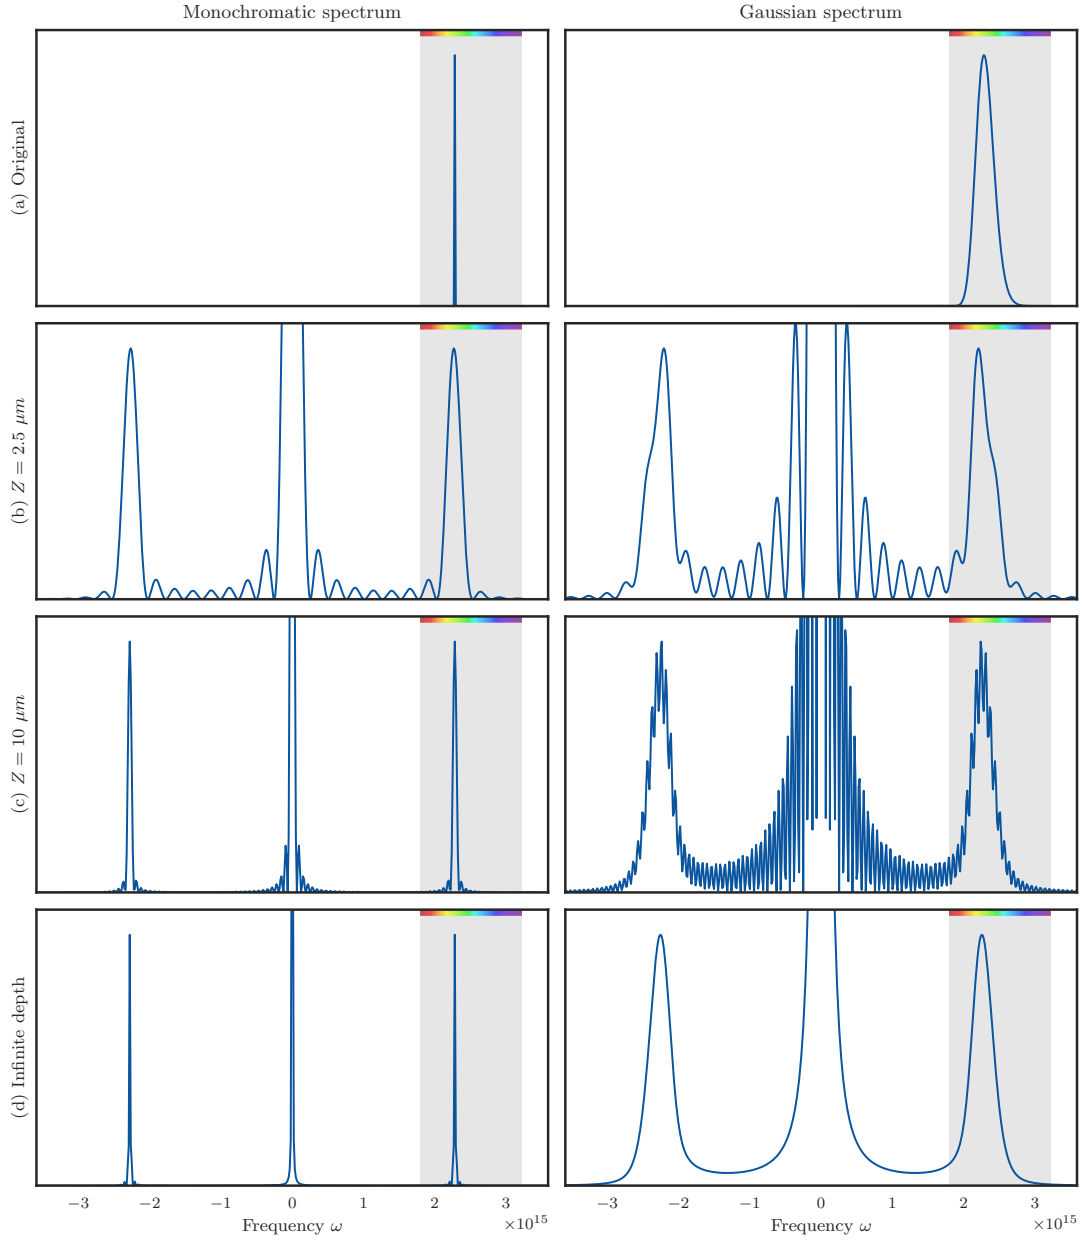 Monochromatic spectrum
Gaussian spectrum
(a) Original
(b) Z = 2.5 μm
(c) Z = 10 μm
(d) Infinite depth
−3 −2 −1 0 1 2 3
×10¹⁵
Frequency ω
−3 −2 −1 0 1 2 3
×10¹⁵
Frequency ω